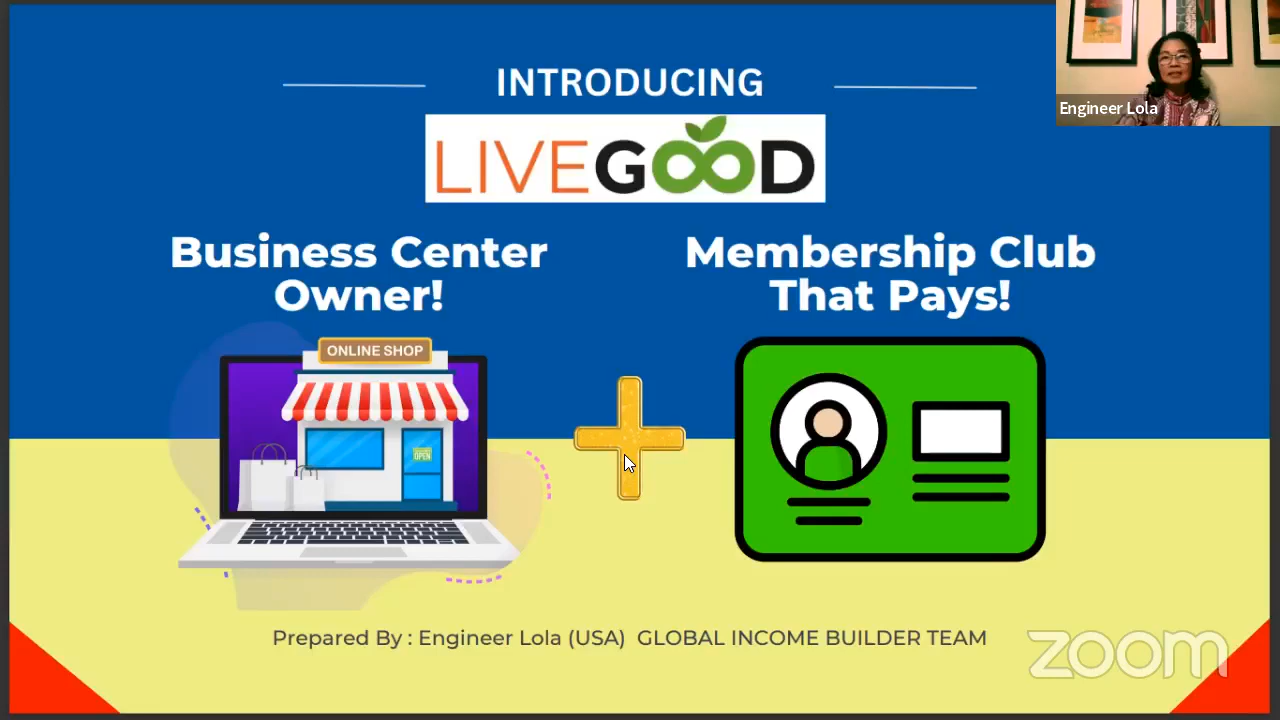 INTRODUCING
LIVEGOOD
Engineer Lola
Business Center
Owner!
Membership Club
That Pays!
ONLINE SHOP
OPEN
Prepared By : Engineer Lola (USA)  GLOBAL INCOME BUILDER TEAM
zoom